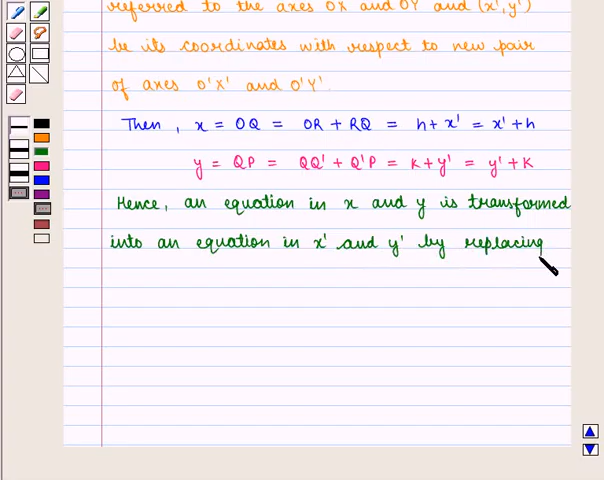 referred to the axes OX and OY and (x', y')
be its coordinates with respect to new pair
of axes O'X' and O'Y'.
Then, x = OQ = OR + RQ = h + x' = x' + h
y = QP = QQ' + Q'P = K + y' = y' + K
Hence, an equation in x and y is transformed
into an equation in x' and y' by replacing